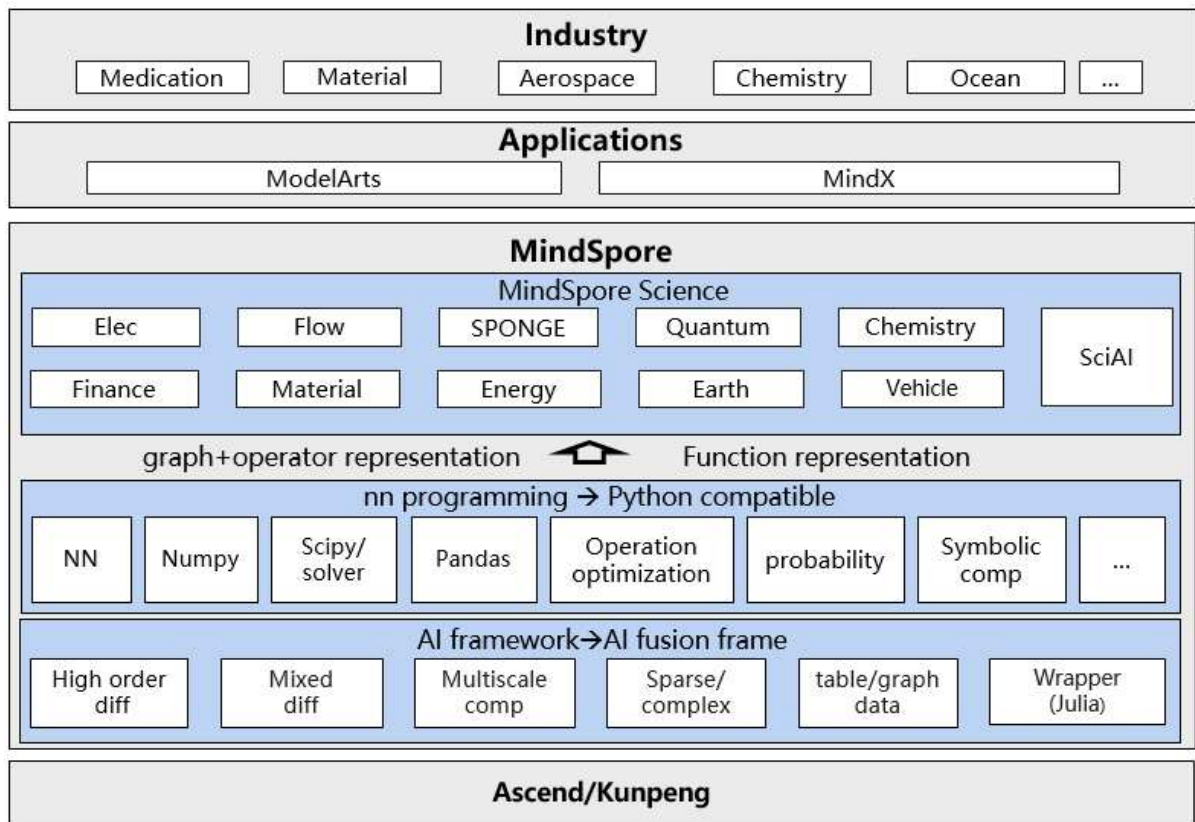 Industry
Medication
Material
Aerospace
Chemistry
Ocean
...
Applications
ModelArts
MindX
MindSpore
MindSpore Science
Elec
Flow
SPONGE
Quantum
Chemistry
SciAI
Finance
Material
Energy
Earth
Vehicle
graph+operator representation
Function representation
nn programming → Python compatible
NN
Numpy
Scipy/
solver
Pandas
Operation
optimization
probability
Symbolic
comp
...
AI framework→AI fusion frame
High order
diff
Mixed
diff
Multiscale
comp
Sparse/
complex
table/graph
data
Wrapper
(Julia)
Ascend/Kunpeng